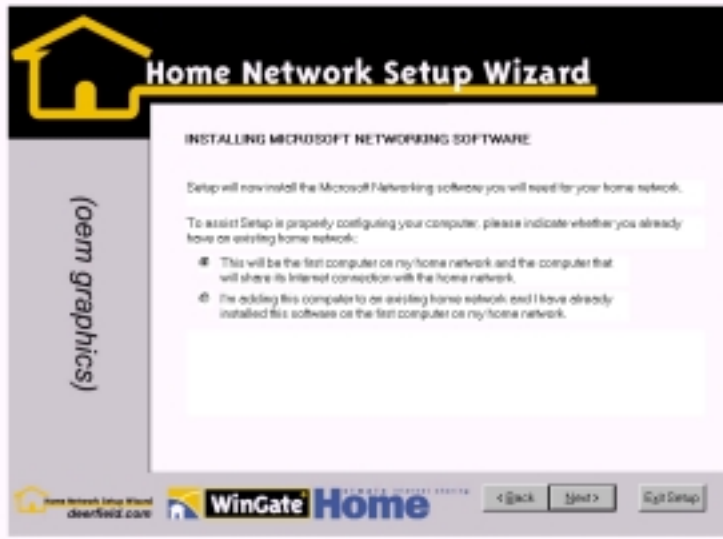 Home Network Setup Wizard
INSTALLING MICROSOFT NETWORKING SOFTWARE
Setup will now install the Microsoft Networking software you will need for your home network.
To assist Setup in properly configuring your computer, please indicate whether you already
have an existing home network:
This will be the first computer on my home network and the computer that
will share its Internet connection with the home network.
I'm adding this computer to an existing home network and I have already
installed this software on the first computer on my home network.
(oem graphics)
Home Network Setup Wizard
deerfield.com
WinGate Home
< Back
Next >
Exit Setup